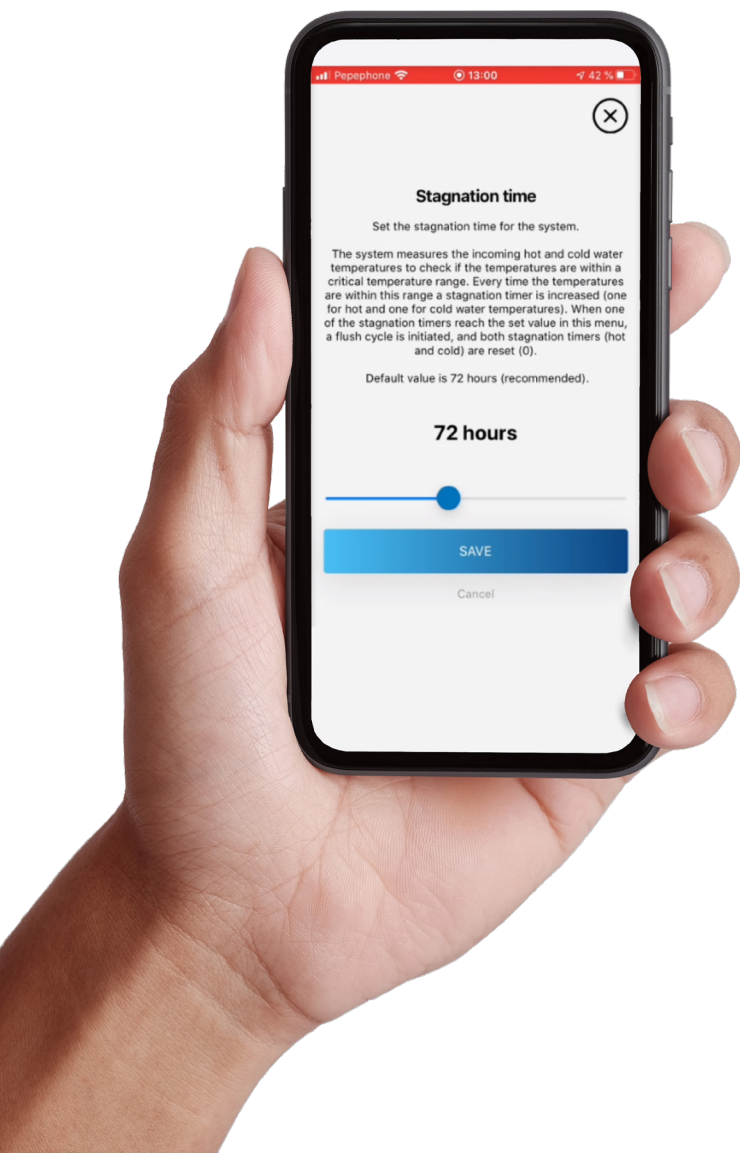 Pepephone 13:00 42 %
Stagnation time
Set the stagnation time for the system.
The system measures the incoming hot and cold water
temperatures to check if the temperatures are within a
critical temperature range. Every time the temperatures
are within this range a stagnation timer is increased (one
for hot and one for cold water temperatures). When one
of the stagnation timers reach the set value in this menu,
a flush cycle is initiated, and both stagnation timers (hot
and cold) are reset (0).
Default value is 72 hours (recommended).
72 hours
SAVE
Cancel